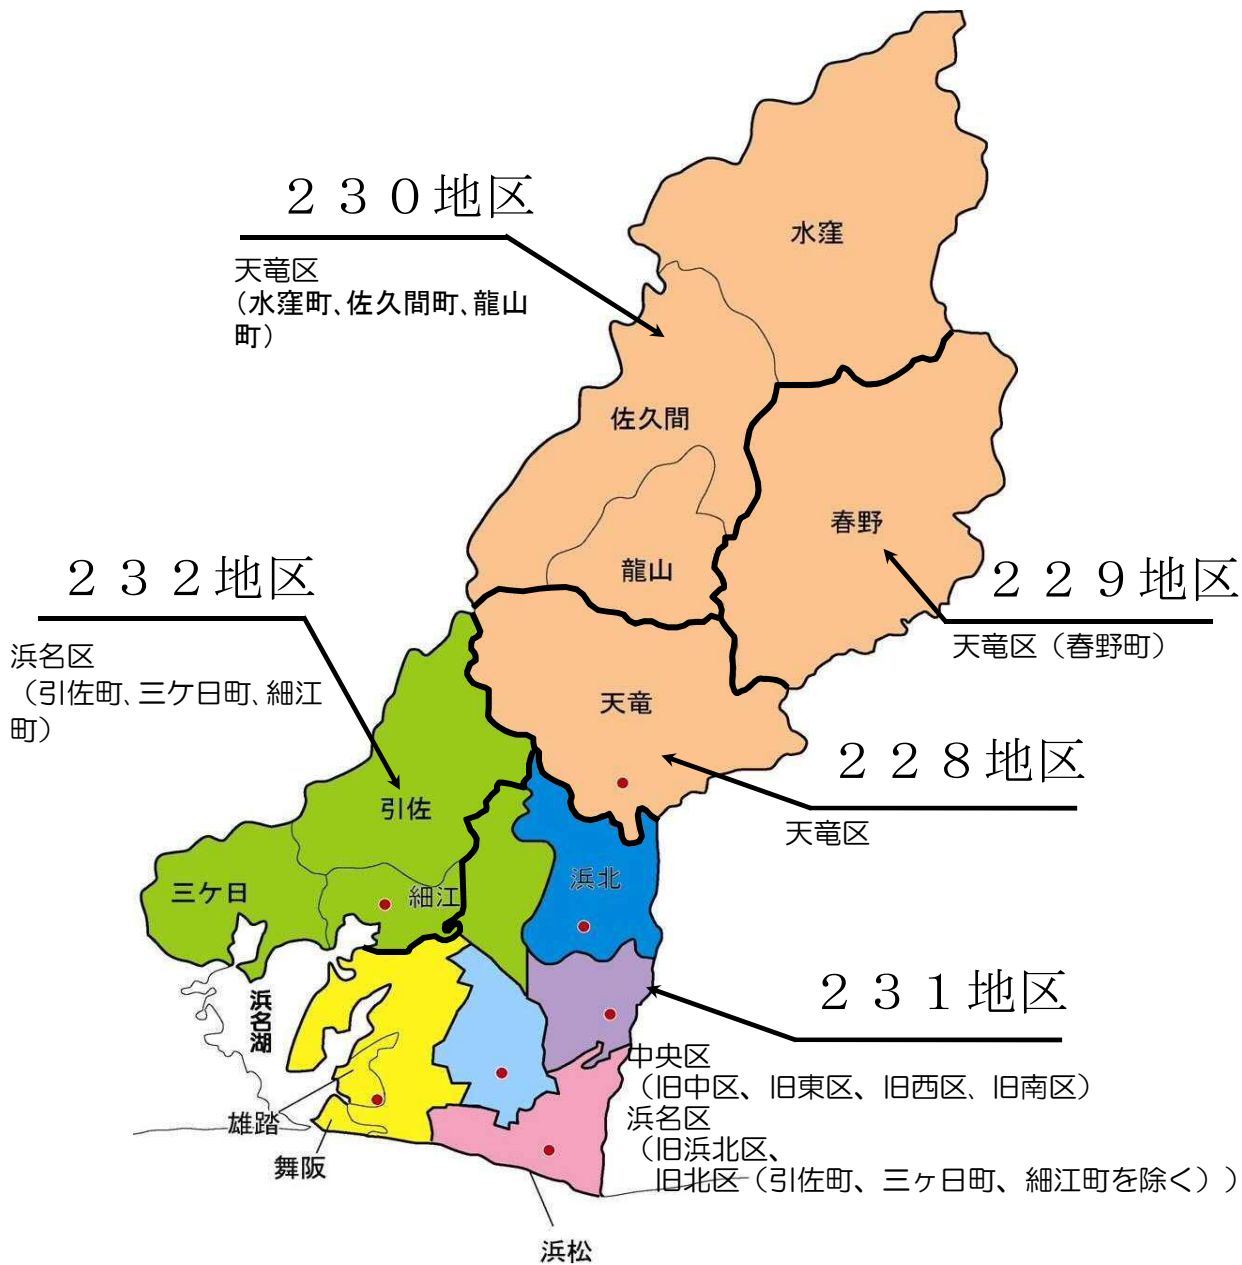 ２３０地区
天竜区
（水窪町、佐久間町、龍山
町）
水窪
佐久間
春野
龍山
２３２地区
浜名区
（引佐町、三ケ日町、細江
町）
２２９地区
天竜区（春野町）
天竜
２２８地区
天竜区
引佐
三ケ日
細江
浜北
浜名湖
２３１地区
中央区
（旧中区、旧東区、旧西区、旧南区）
浜名区
（旧浜北区、
旧北区（引佐町、三ヶ日町、細江町を除く））
雄踏
舞阪
浜松